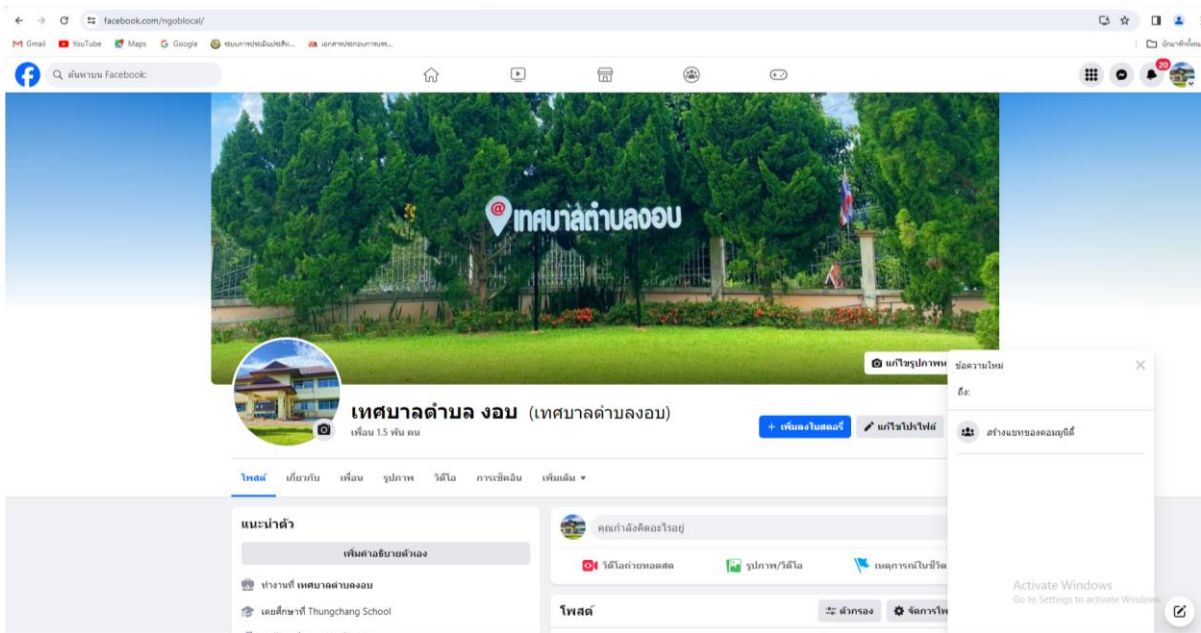 facebook.com/ngoblocal/
Gmail YouTube Maps Google
ค้นหาบน Facebook
20
@เทศบาลตำบลงอบ
แก้ไขรูปภาพห
ข้อความใหม่
ถึง:
สร้างแชทของคอมมูนิตี้
เทศบาลตำบล งอบ (เทศบาลตำบลงอบ)
เพื่อน 1.5 พัน คน
+ เพิ่มลงในสตอรี่ แก้ไขโปรไฟล์
โพสต์ เกี่ยวกับ เพื่อน รูปภาพ วิดีโอ การเช็คอิน เพิ่มเติม
แนะนำตัว
คุณกำลังคิดอะไรอยู่
เพิ่มคำอธิบายตัวเอง
วิดีโอถ่ายทอดสด รูปภาพ/วิดีโอ เหตุการณ์ในชีวิต
ทำงานที่ เทศบาลตำบลงอบ
เคยศึกษาที่ Thungchang School
โพสต์ ตัวกรอง จัดการโพ
Activate Windows
Go to Settings to activate Windows.